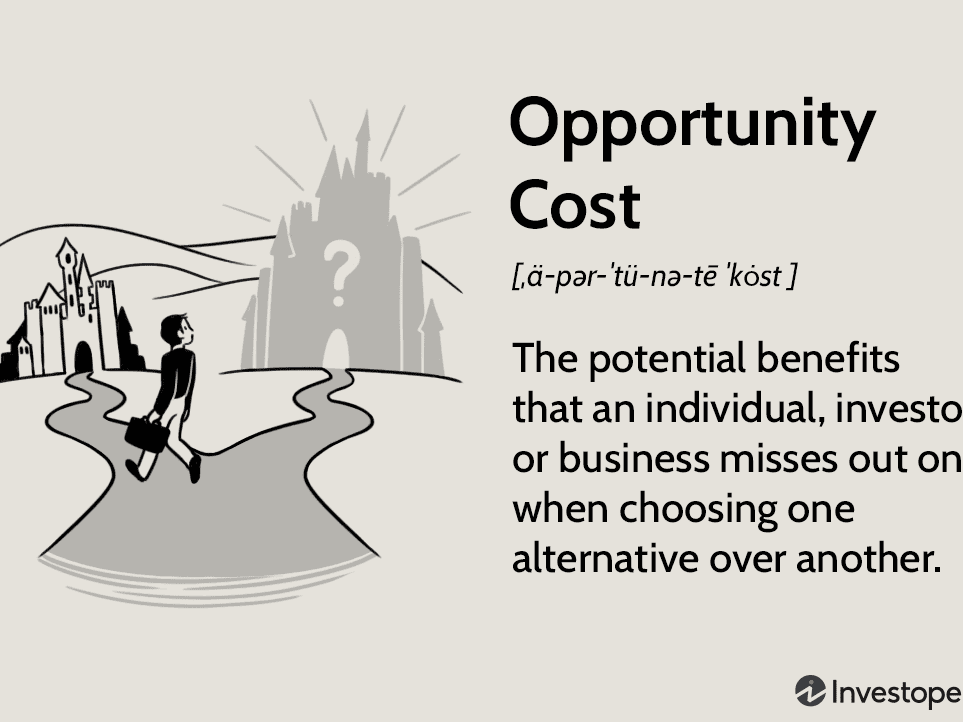 Opportunity
Cost
[ˌä-pər-ˈtü-nə-tē ˈkȯst ]
The potential benefits
that an individual, investo
or business misses out on
when choosing one
alternative over another.
?
Investope